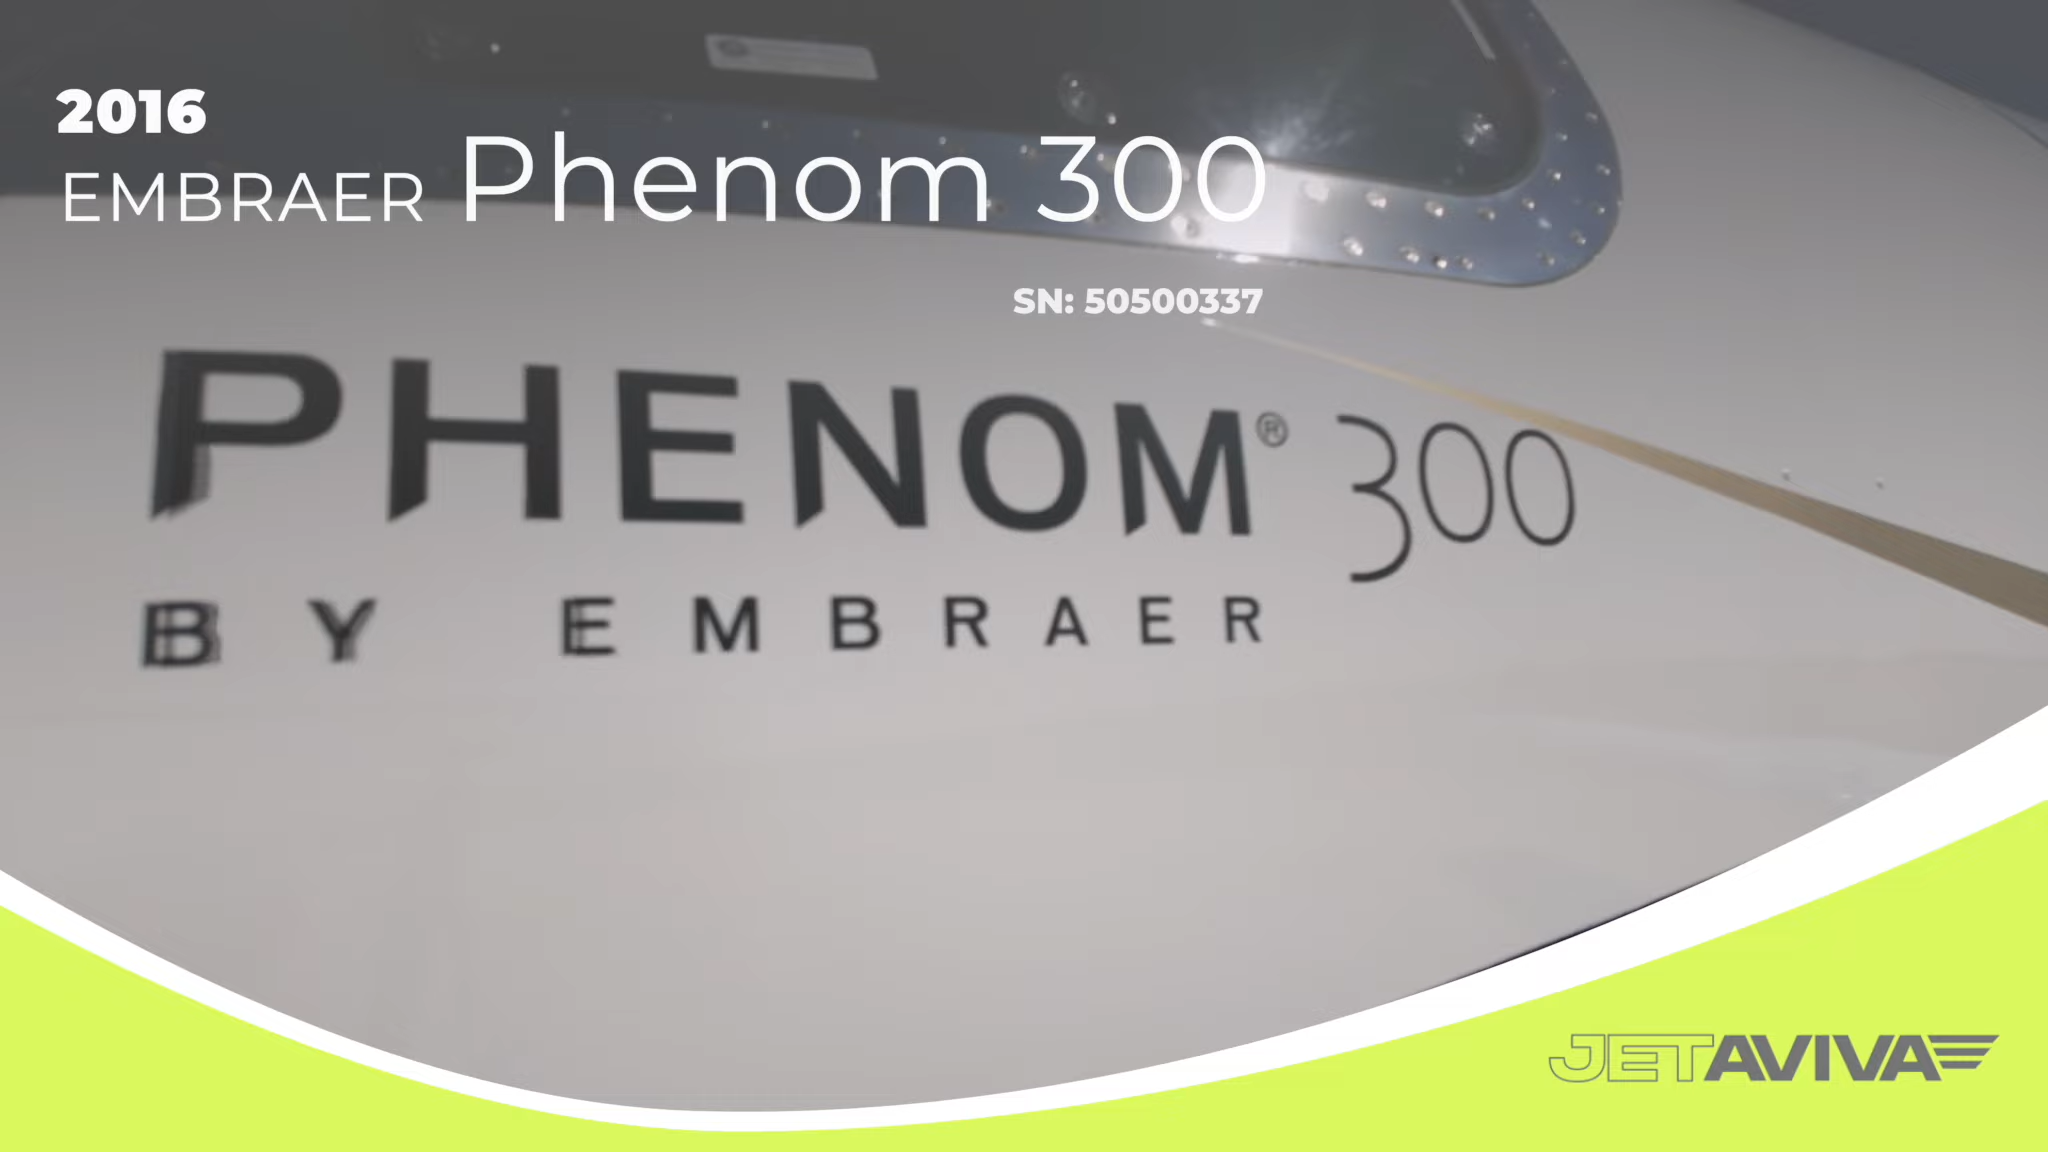 2016
EMBRAER Phenom 300
SN: 50500337
PHENOM® 300
BY EMBRAER
JETAVIVA